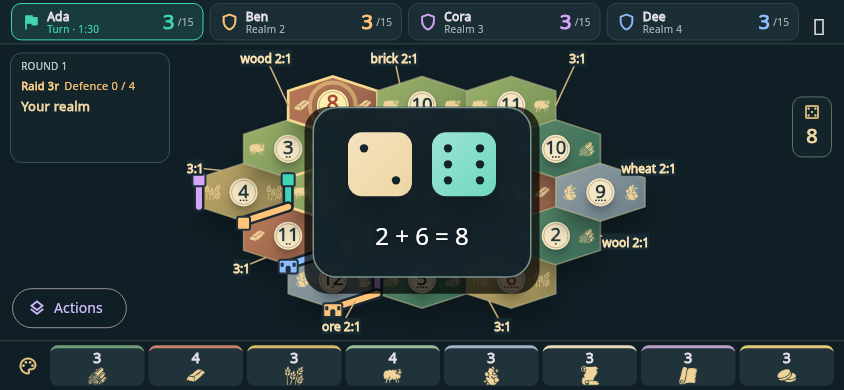 Ada
Turn · 1:30
3 /15
Ben
Realm 2
3 /15
Cora
Realm 3
3 /15
Dee
Realm 4
3 /15
ROUND 1
Raid 3r Defence 0 / 4
Your realm
wood 2:1
brick 2:1
3:1
8
10
11
3
10
8
3:1
4
9
wheat 2:1
11
2
wool 2:1
3:1
12
ore 2:1
3:1
2 + 6 = 8
Actions
3
4
3
4
3
3
3
3